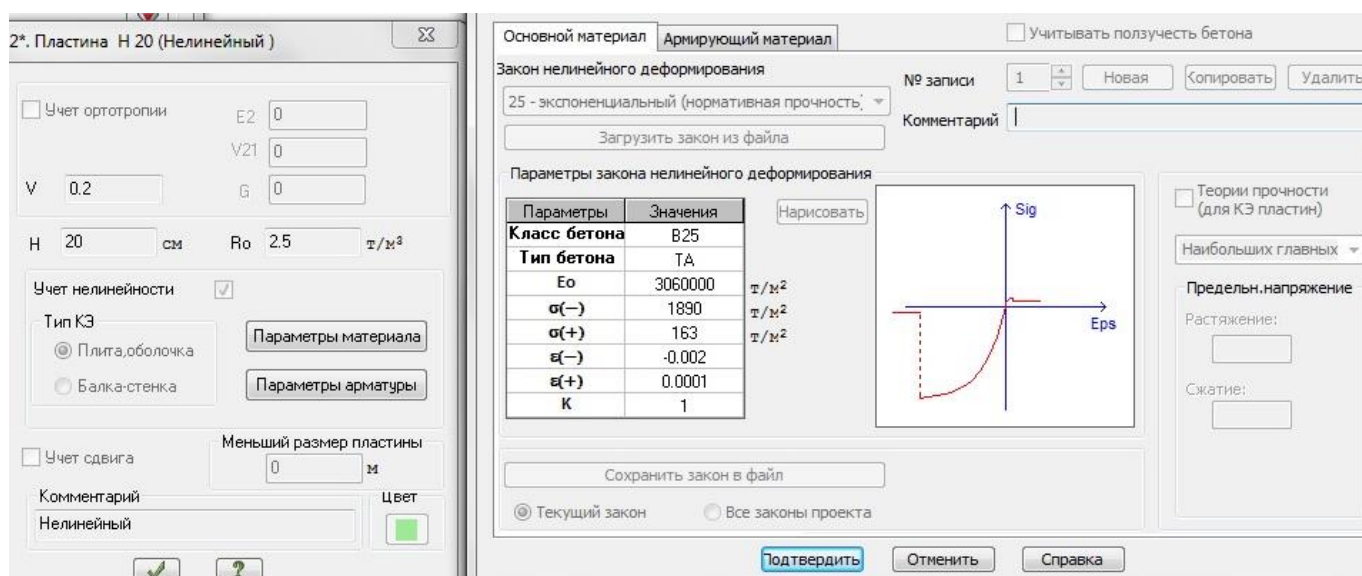 2*. Пластина H 20 (Нелинейный )
Учет ортотропии
E2 0
V21 0
V 0.2
G 0
H 20 см Ro 2.5 т/м³
Учет нелинейности
Тип КЭ
Плита,оболочка
Балка-стенка
Параметры материала
Параметры арматуры
Учет сдвига
Меньший размер пластины
0 м
Комментарий
Нелинейный
Цвет
?
Основной материал Армирующий материал
Учитывать ползучесть бетона
Закон нелинейного деформирования
25 - экспоненциальный (нормативная прочность)
Загрузить закон из файла
№ записи 1 Новая Копировать Удалить
Комментарий
Параметры закона нелинейного деформирования
Параметры Значения
Класс бетона B25
Тип бетона TA
Eo 3060000 т/м²
σ(−) 1890 т/м²
σ(+) 163 т/м²
ε(−) -0.002
ε(+) 0.0001
K 1
Нарисовать
Sig
Eps
Теории прочности
(для КЭ пластин)
Наибольших главных
Предельн.напряжение
Растяжение:
Сжатие:
Сохранить закон в файл
Текущий закон Все законы проекта
Подтвердить Отменить Справка